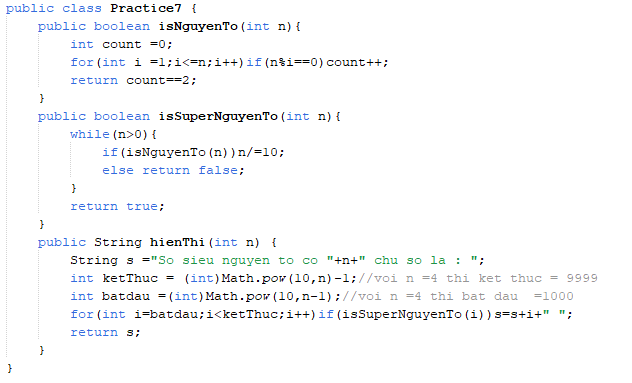 public class Practice7 {
    public boolean isNguyenTo(int n){
        int count =0;
        for(int i =1;i<=n;i++)if(n%i==0)count++;
        return count==2;
    }
    public boolean isSuperNguyenTo(int n){
        while(n>0){
            if(isNguyenTo(n))n/=10;
            else return false;
        }
        return true;
    }
    public String hienThi(int n) {
        String s ="So sieu nguyen to co "+n+" chu so la : ";
        int ketThuc = (int)Math.pow(10,n)-1;//voi n =4 thi ket thuc = 9999
        int batdau =(int)Math.pow(10,n-1);//voi n =4 thi bat dau  =1000
        for(int i=batdau;i<ketThuc;i++)if(isSuperNguyenTo(i))s=s+i+" ";
        return s;
    }
}